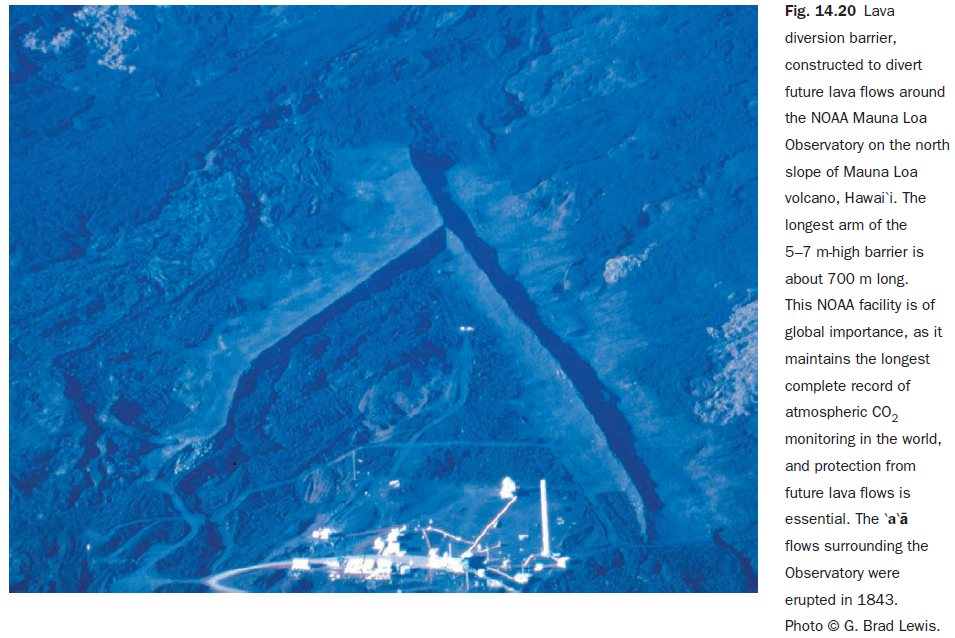 Fig. 14.20 Lava
diversion barrier,
constructed to divert
future lava flows around
the NOAA Mauna Loa
Observatory on the north
slope of Mauna Loa
volcano, Hawai`i. The
longest arm of the
5–7 m-high barrier is
about 700 m long.
This NOAA facility is of
global importance, as it
maintains the longest
complete record of
atmospheric CO2
monitoring in the world,
and protection from
future lava flows is
essential. The `a`ā
flows surrounding the
Observatory were
erupted in 1843.
Photo © G. Brad Lewis.